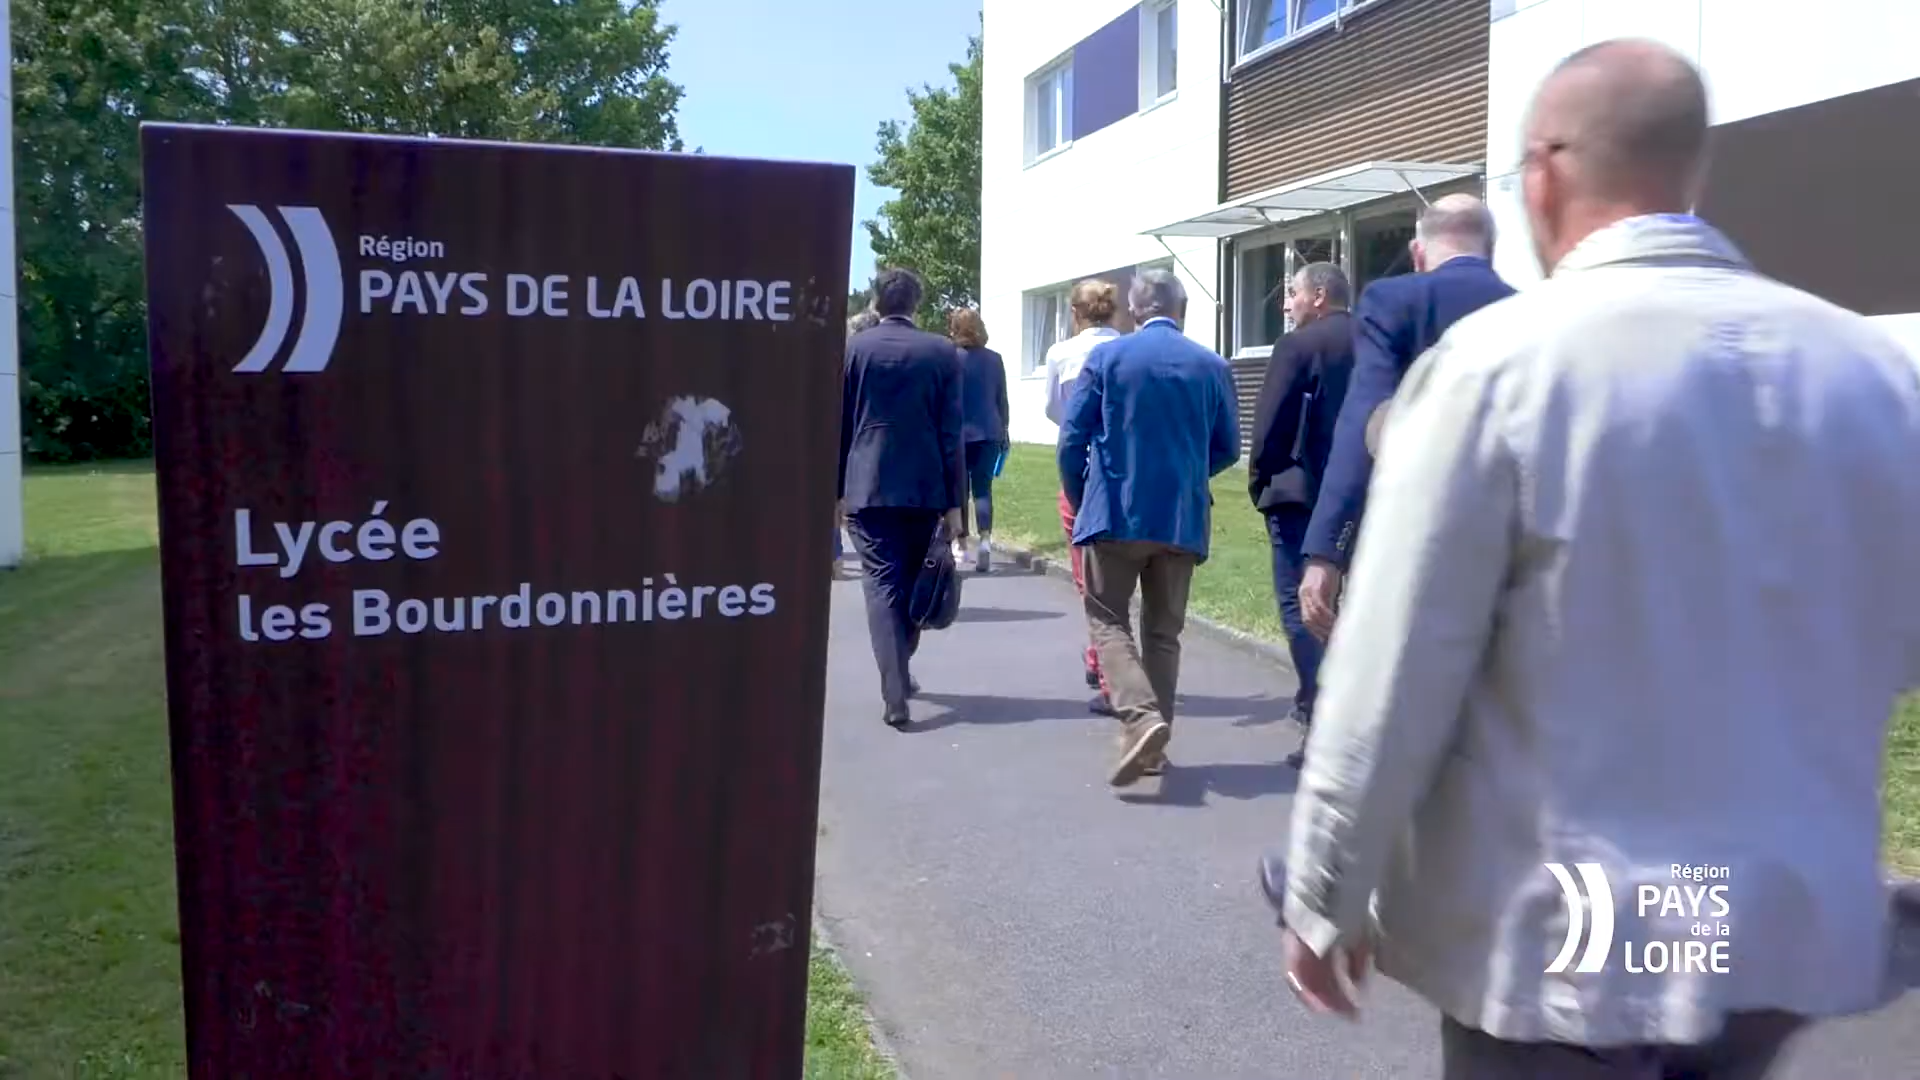 Région
PAYS DE LA LOIRE
Lycée
les Bourdonnières
Région
PAYS
de la
LOIRE